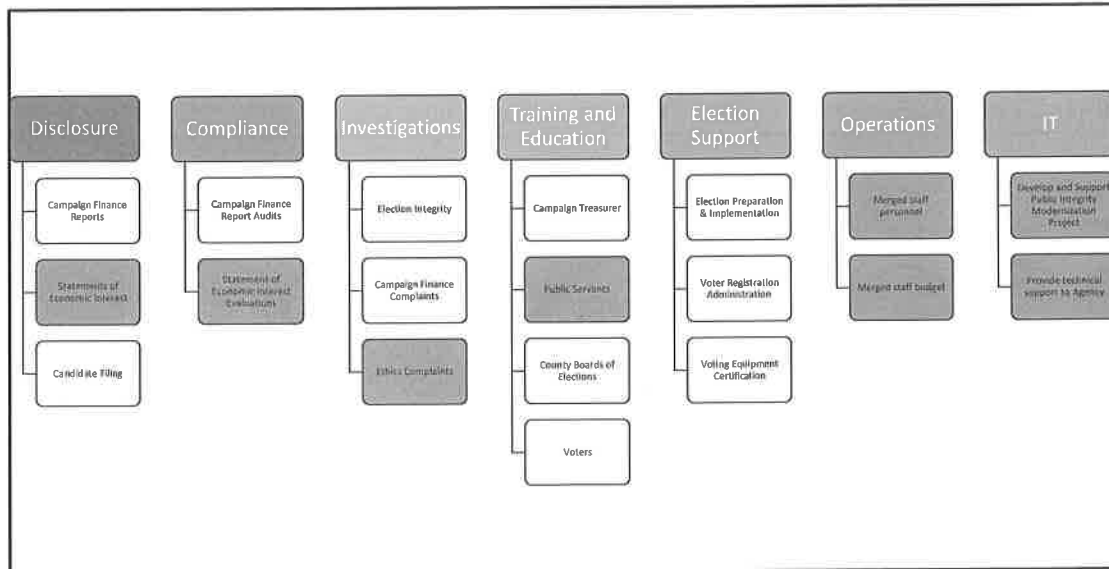 Disclosure
Campaign Finance
Reports
Statements of
Economic Interest
Candidate Filing
Compliance
Campaign Finance
Report Audits
Statement of
Economic Interest
Evaluations
Investigations
Election Integrity
Campaign Finance
Complaints
Ethics Complaints
Training and
Education
Campaign Treasurer
Public Servants
County Boards of
Elections
Voters
Election
Support
Election Preparation
& Implementation
Voter Registration
Administration
Voting Equipment
Certification
Operations
Merged staff
personnel
Merged staff budget
IT
Develop and Support
Public Integrity
Modernization
Project
Provide technical
support to Agency